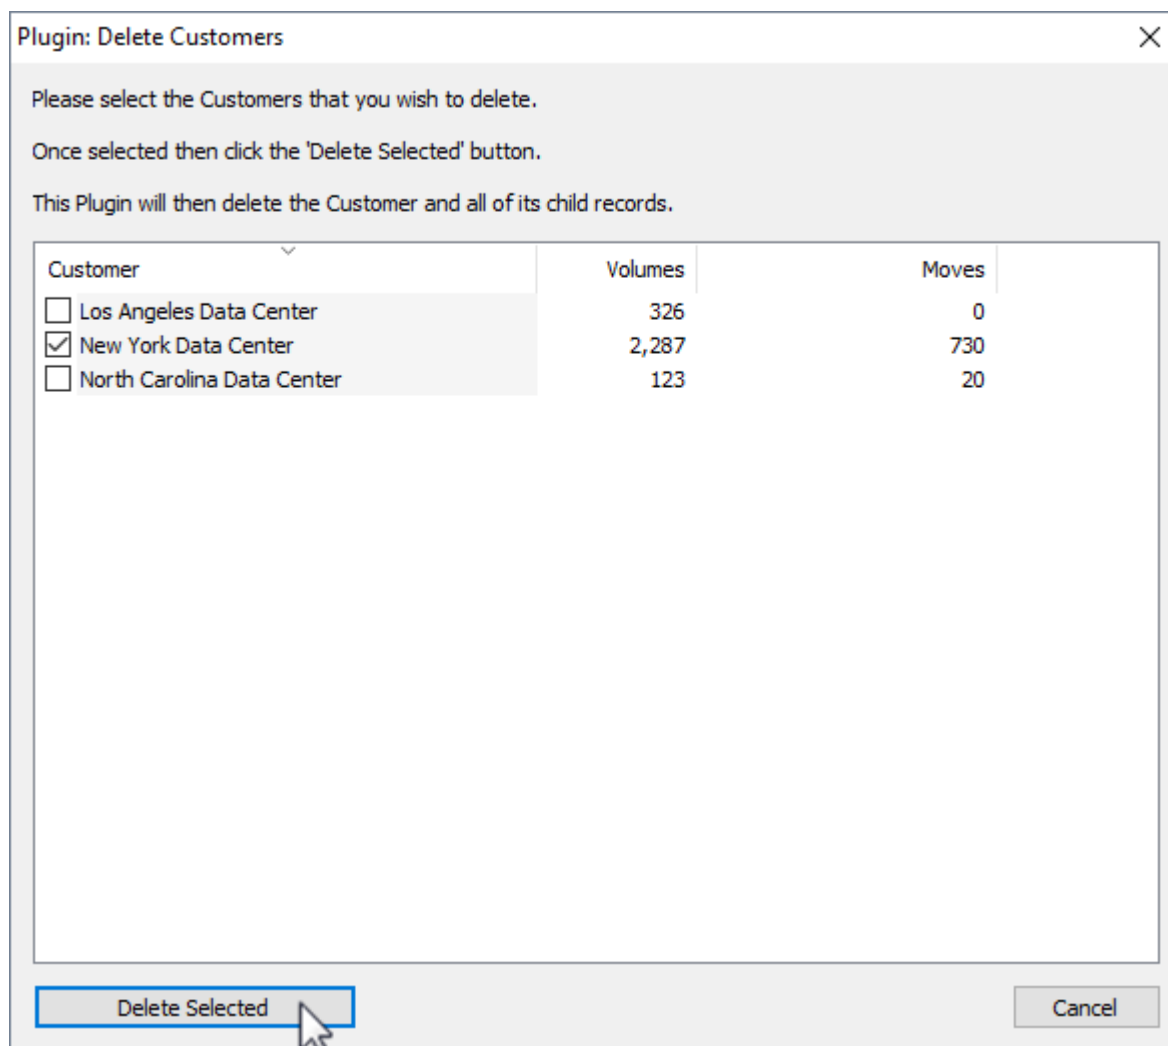 Plugin: Delete Customers
Please select the Customers that you wish to delete.
Once selected then click the 'Delete Selected' button.
This Plugin will then delete the Customer and all of its child records.
Customer Volumes Moves
Los Angeles Data Center 326 0
New York Data Center 2,287 730
North Carolina Data Center 123 20
Delete Selected Cancel